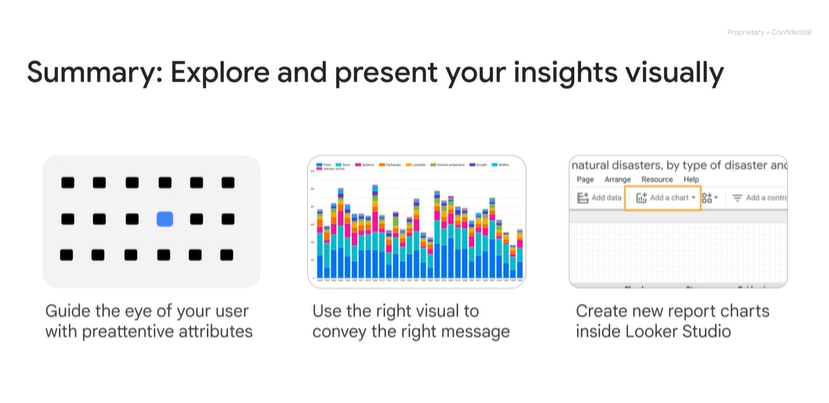 Proprietary + Confidential
Summary: Explore and present your insights visually
natural disasters, by type of disaster and
Page Arrange Resource Help
Add data Add a chart Add a contro
Guide the eye of your user
with preattentive attributes
Use the right visual to
convey the right message
Create new report charts
inside Looker Studio